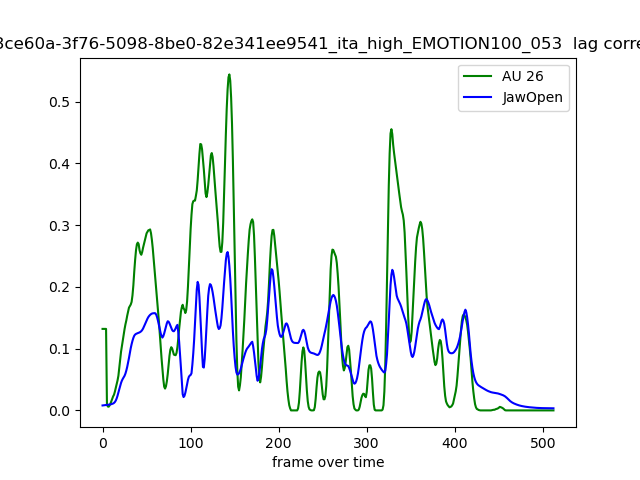 3ce60a-3f76-5098-8be0-82e341ee9541_ita_high_EMOTION100_053 lag corre
AU 26
JawOpen
0.5
0.4
0.3
0.2
0.1
0.0
0 100 200 300 400 500
frame over time